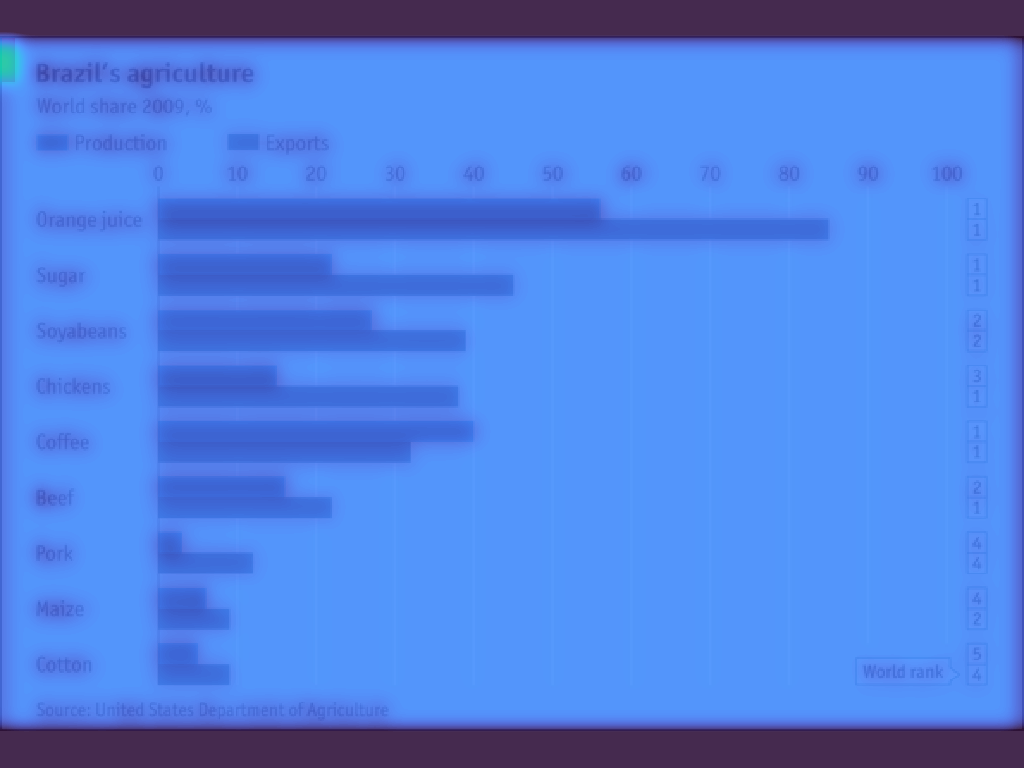 Brazil's agriculture
World share 2009, %
Production Exports
0 10 20 30 40 50 60 70 80 90 100
Orange juice 1 1
Sugar 1 1
Soyabeans 2 2
Chickens 3 1
Coffee 1 1
Beef 2 1
Pork 4 4
Maize 4 2
Cotton 5 4
World rank
Source: United States Department of Agriculture